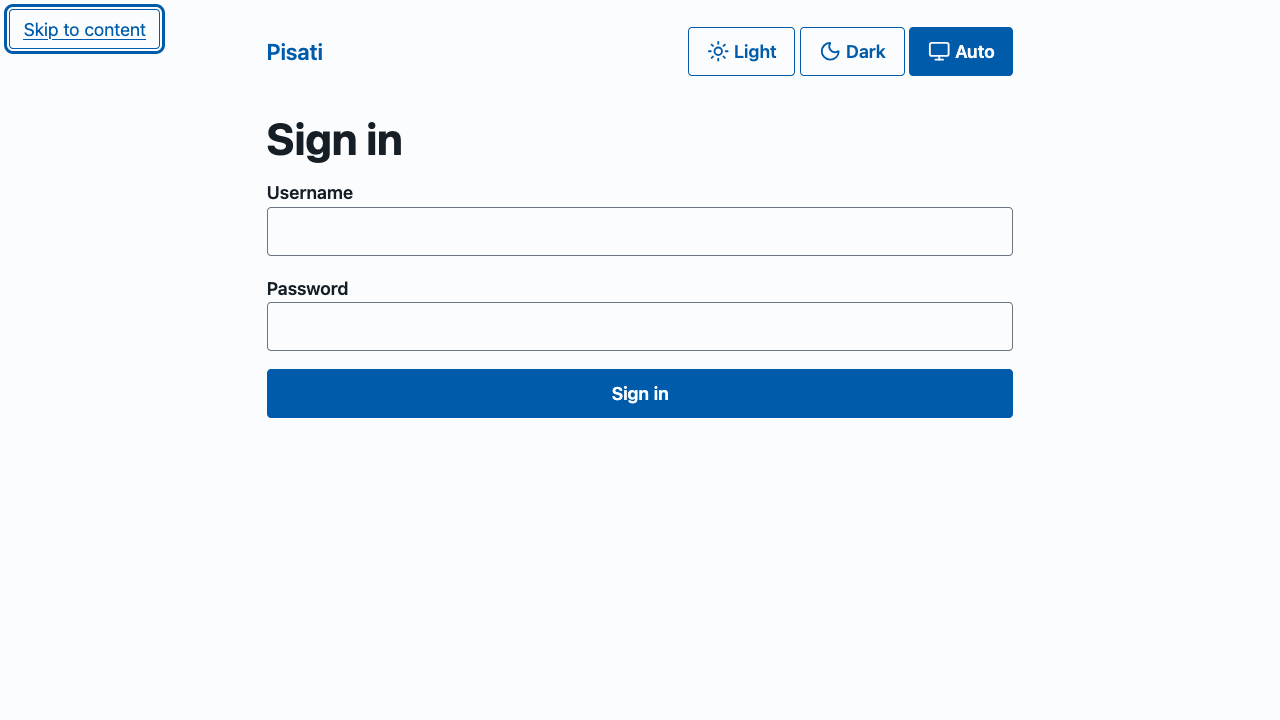 Skip to content
Pisati
Light
Dark
Auto
Sign in
Username
Password
Sign in